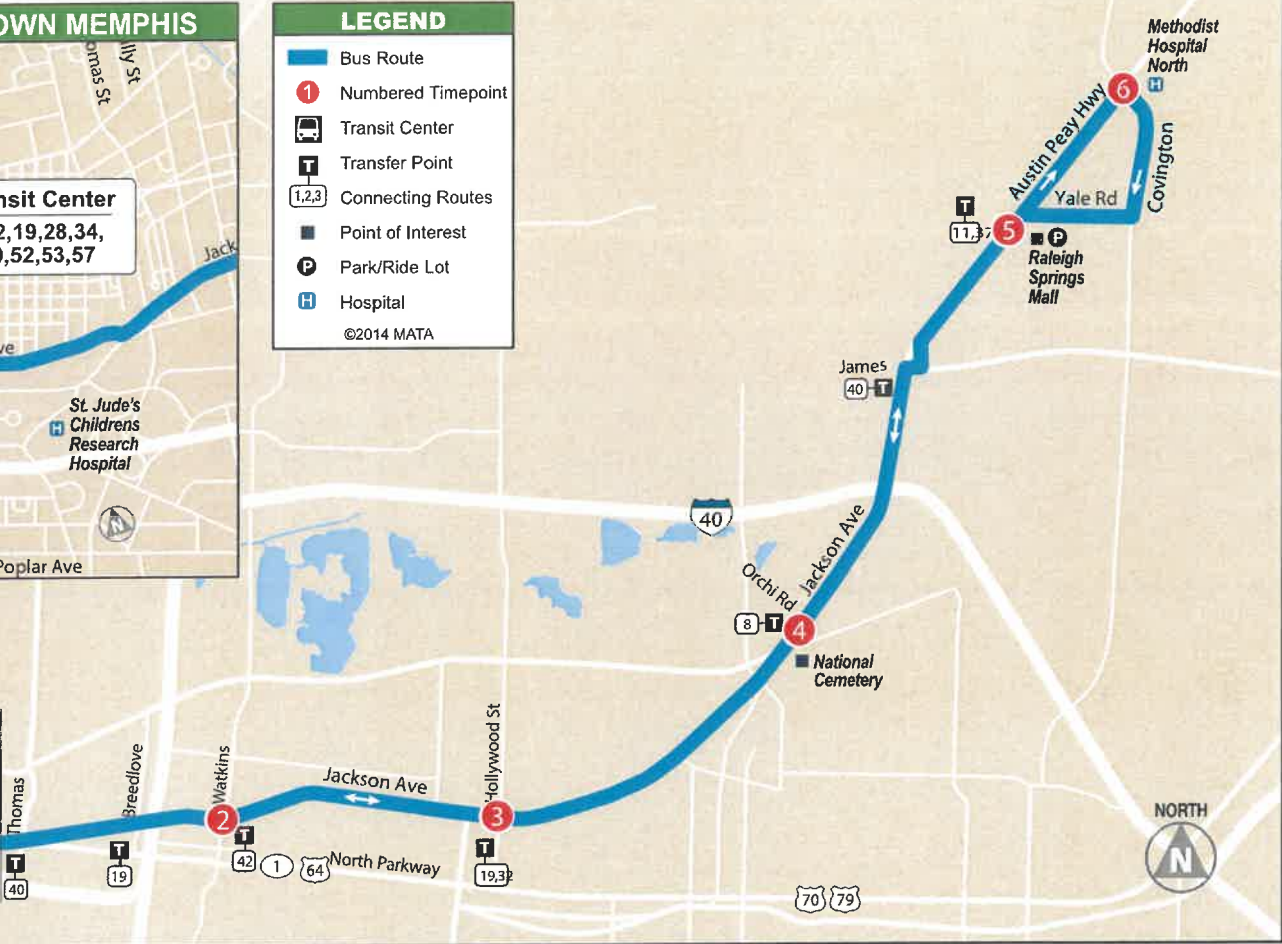 OWN MEMPHIS
omas St
lly St
nsit Center
2,19,28,34,
0,52,53,57
Jack
ve
St. Jude's
Childrens
Research
Hospital
H
N
Poplar Ave
LEGEND
Bus Route
1 Numbered Timepoint
Transit Center
T Transfer Point
1,2,3 Connecting Routes
Point of Interest
P Park/Ride Lot
H Hospital
©2014 MATA
Methodist
Hospital
North
H
6
Austin Peay Hwy
Covington
Yale Rd
T
11,37
5
P
Raleigh
Springs
Mall
James
40 T
40
Jackson Ave
Orchi Rd
8 T
4
National
Cemetery
Thomas
T
40
Breedlove
T
19
Watkins
2
T
42
1
64
North Parkway
Jackson Ave
Hollywood St
3
T
19,32
70 79
NORTH
N